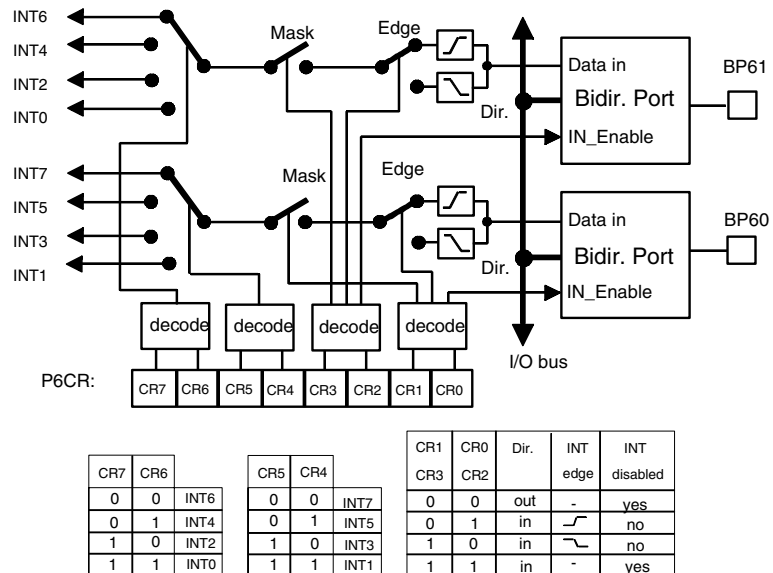 INT6
INT4
INT2
INT0
Mask
Edge
Dir.
Data in
Bidir. Port
IN_Enable
BP61
INT7
INT5
INT3
INT1
Mask
Edge
Dir.
Data in
Bidir. Port
IN_Enable
BP60
decode decode decode decode
I/O bus
P6CR: CR7 CR6 CR5 CR4 CR3 CR2 CR1 CR0
CR7 CR6
0 0 INT6
0 1 INT4
1 0 INT2
1 1 INT0
CR5 CR4
0 0 INT7
0 1 INT5
1 0 INT3
1 1 INT1
CR1 CR0 Dir. INT INT
CR3 CR2 edge disabled
0 0 out - yes
0 1 in no
1 0 in no
1 1 in - yes